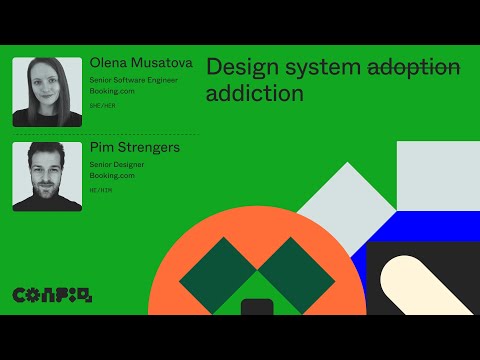 Olena Musatova
Senior Software Engineer
Booking.com
SHE/HER
Pim Strengers
Senior Designer
Booking.com
HE/HIM
Design system adoption
addiction
CONFIG